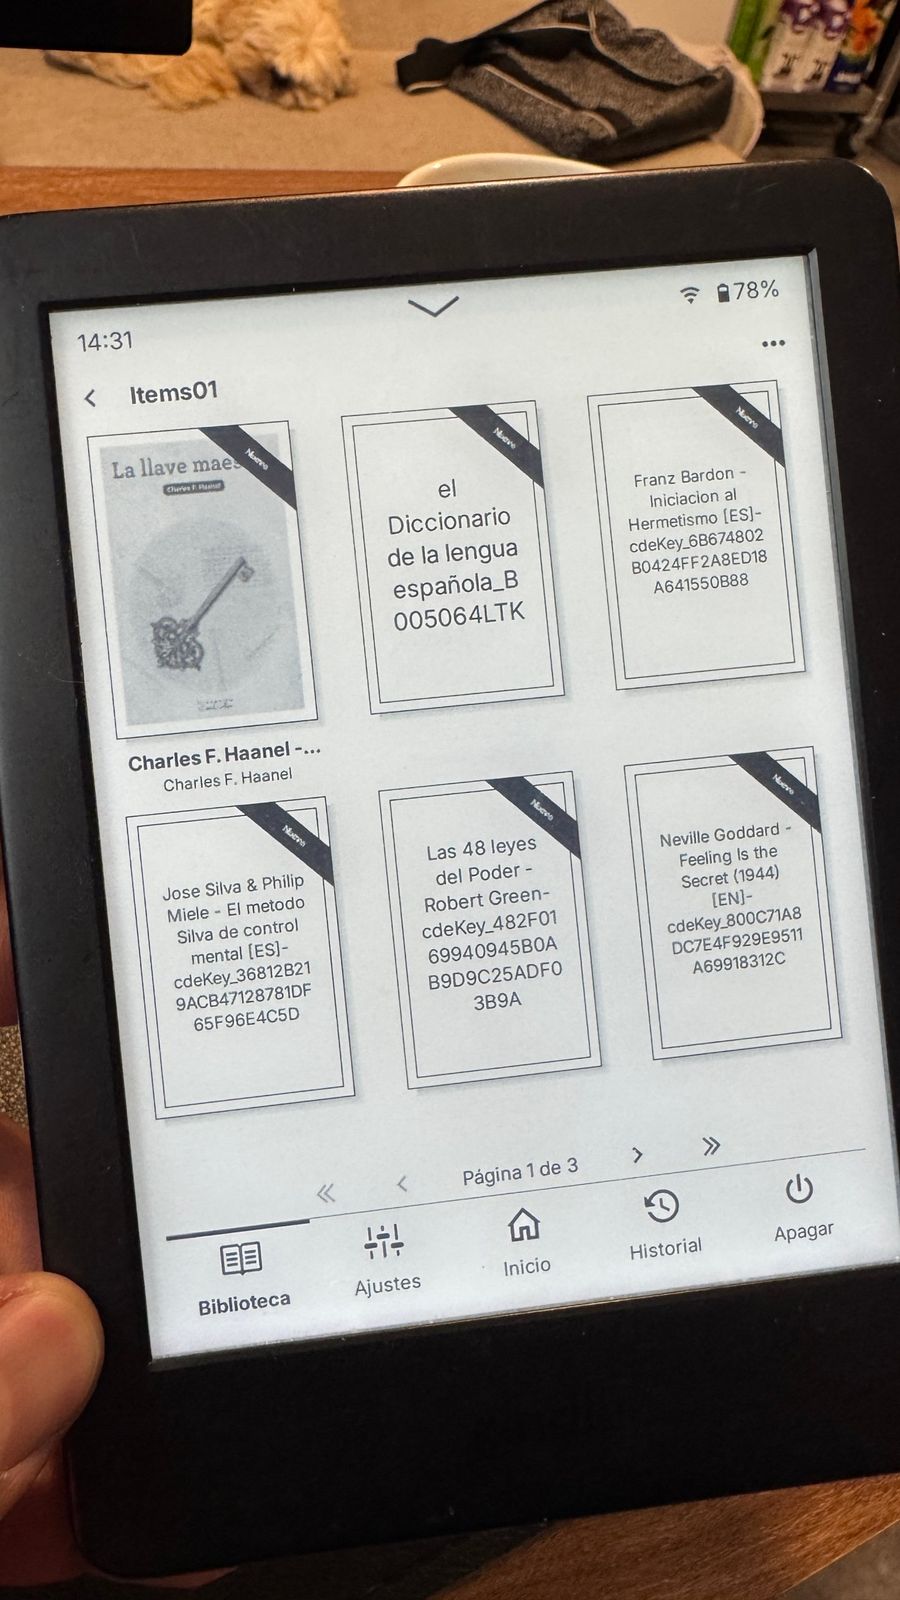 14:31
78%
Items01
La llave maes
Charles F. Haanel
Nuevo
Charles F. Haanel -...
Charles F. Haanel
Nuevo
el
Diccionario
de la lengua
española_B
005064LTK
Nuevo
Franz Bardon -
Iniciacion al
Hermetismo [ES]-
cdeKey_6B674802
B0424FF2A8ED18
A641550B88
Nuevo
Jose Silva & Philip
Miele - El metodo
Silva de control
mental [ES]-
cdeKey_36812B21
9ACB47128781DF
65F96E4C5D
Nuevo
Las 48 leyes
del Poder -
Robert Green-
cdeKey_482F01
69940945B0A
B9D9C25ADF0
3B9A
Nuevo
Neville Goddard -
Feeling Is the
Secret (1944)
[EN]-
cdeKey_800C71A8
DC7E4F929E9511
A69918312C
Página 1 de 3
Biblioteca
Ajustes
Inicio
Historial
Apagar